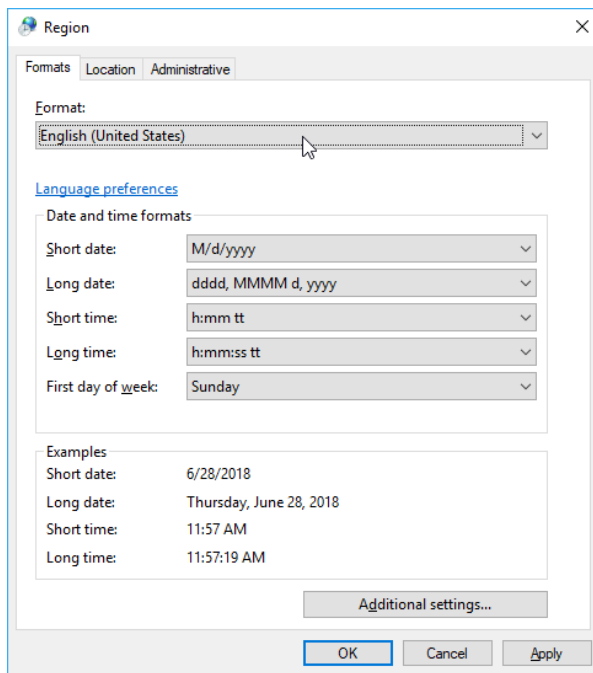 Region
Formats Location Administrative
Format:
English (United States)
Language preferences
Date and time formats
Short date: M/d/yyyy
Long date: dddd, MMMM d, yyyy
Short time: h:mm tt
Long time: h:mm:ss tt
First day of week: Sunday
Examples
Short date: 6/28/2018
Long date: Thursday, June 28, 2018
Short time: 11:57 AM
Long time: 11:57:19 AM
Additional settings...
OK Cancel Apply